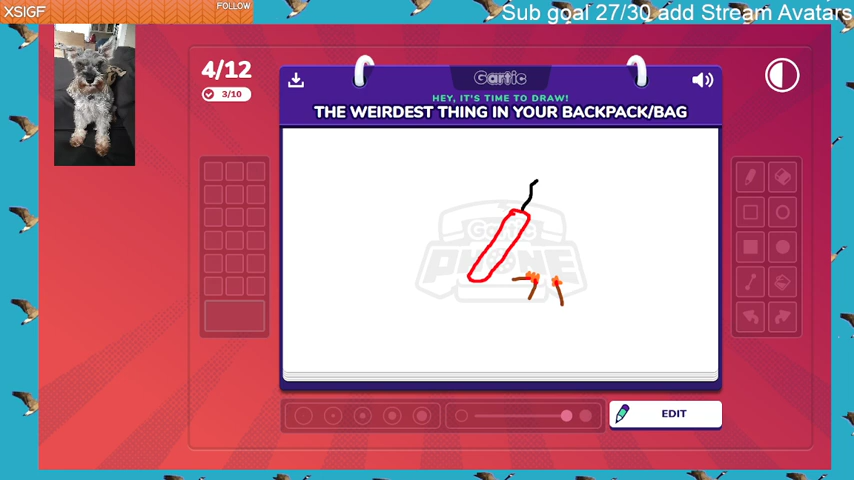 XSIGF
FOLLOW
Sub goal 27/30 add Stream Avatars
4/12
3/10
Gartic
HEY, IT'S TIME TO DRAW!
THE WEIRDEST THING IN YOUR BACKPACK/BAG
Gartic
PHONE
EDIT